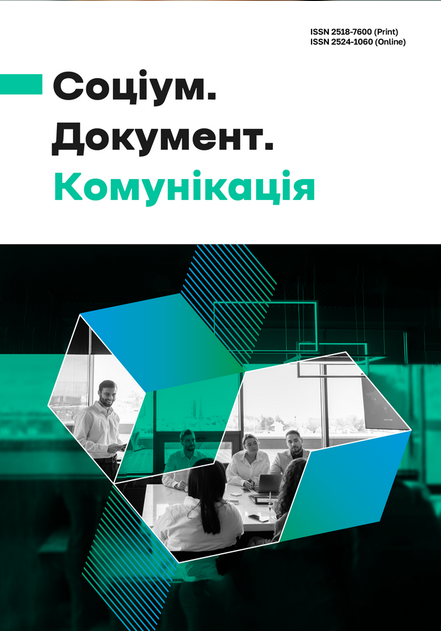 ISSN 2518-7600 (Print)
ISSN 2524-1060 (Online)
Соціум.
Документ.
Комунікація